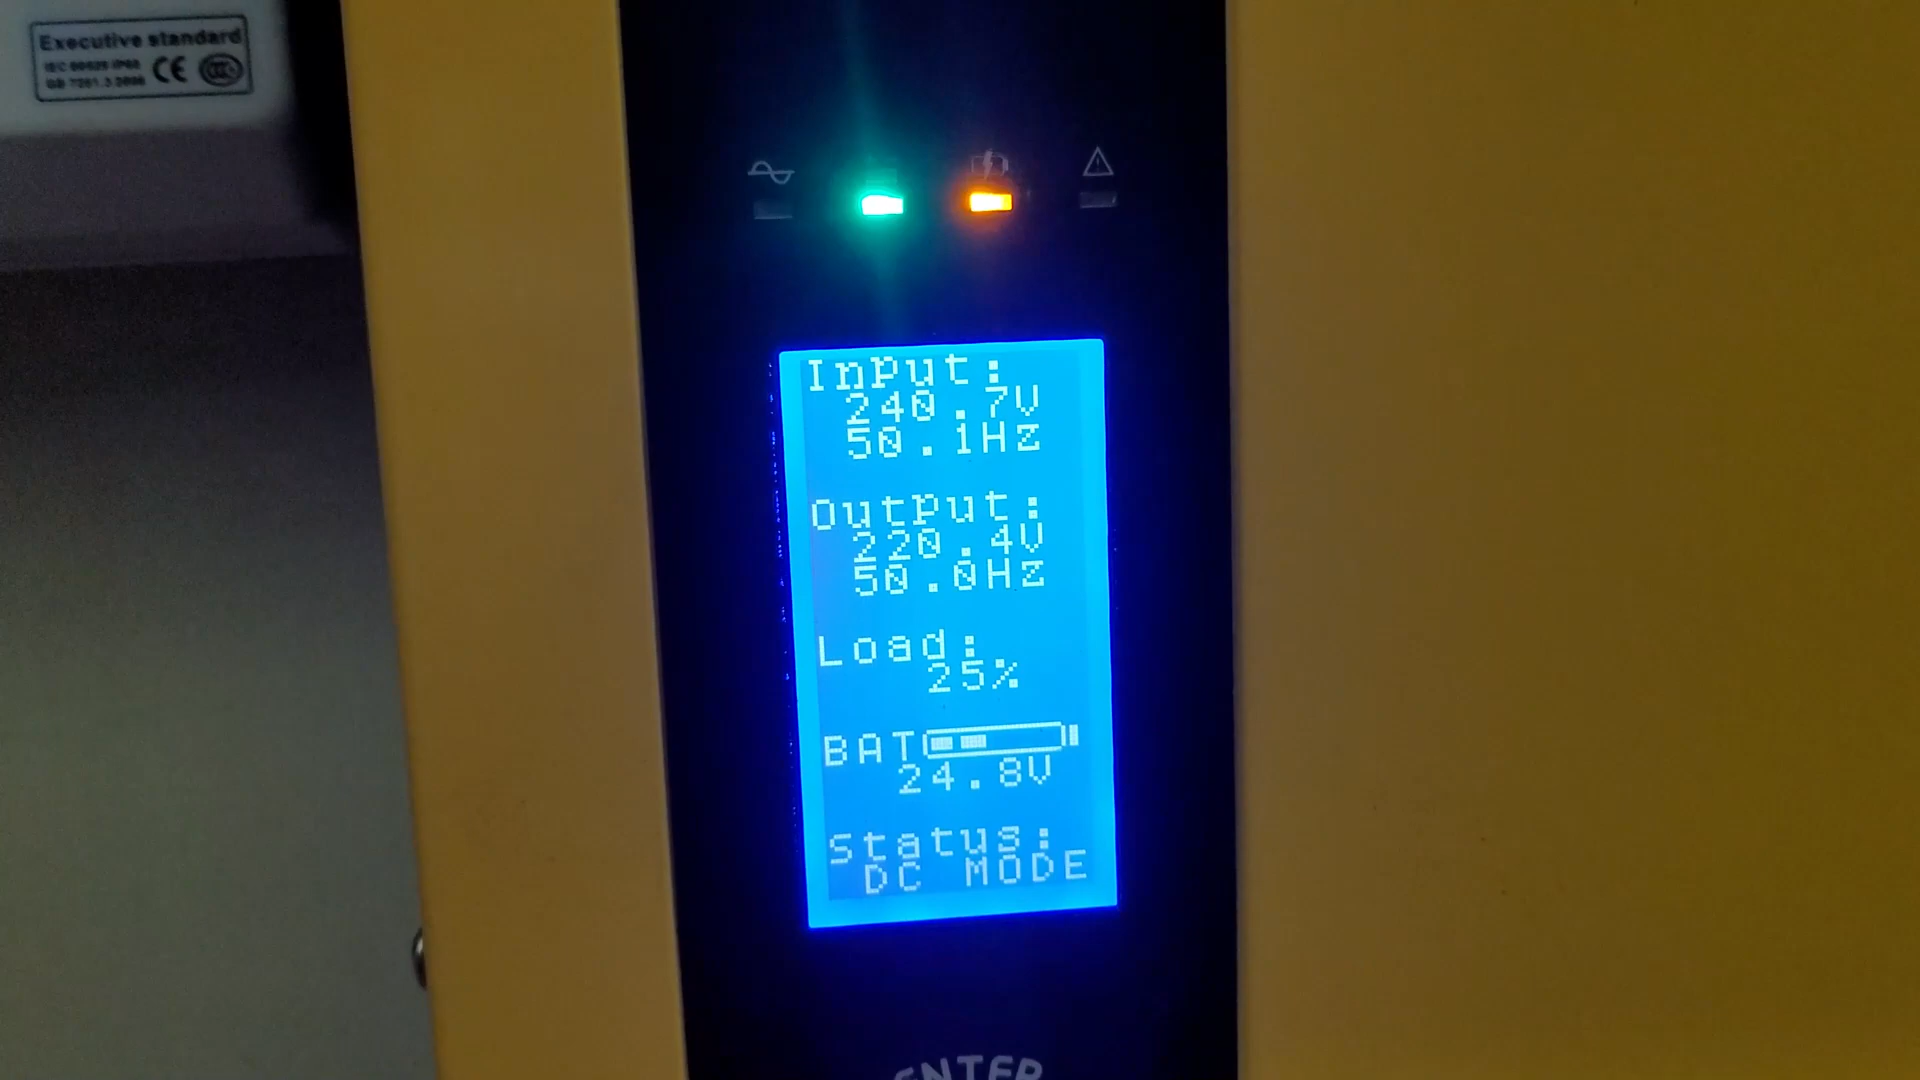 Executive standard
CE
Input:
240.7V
50.1Hz
Output:
220.4V
50.0Hz
Load:
25%
BAT
24.8V
Status:
DC MODE
ENTER